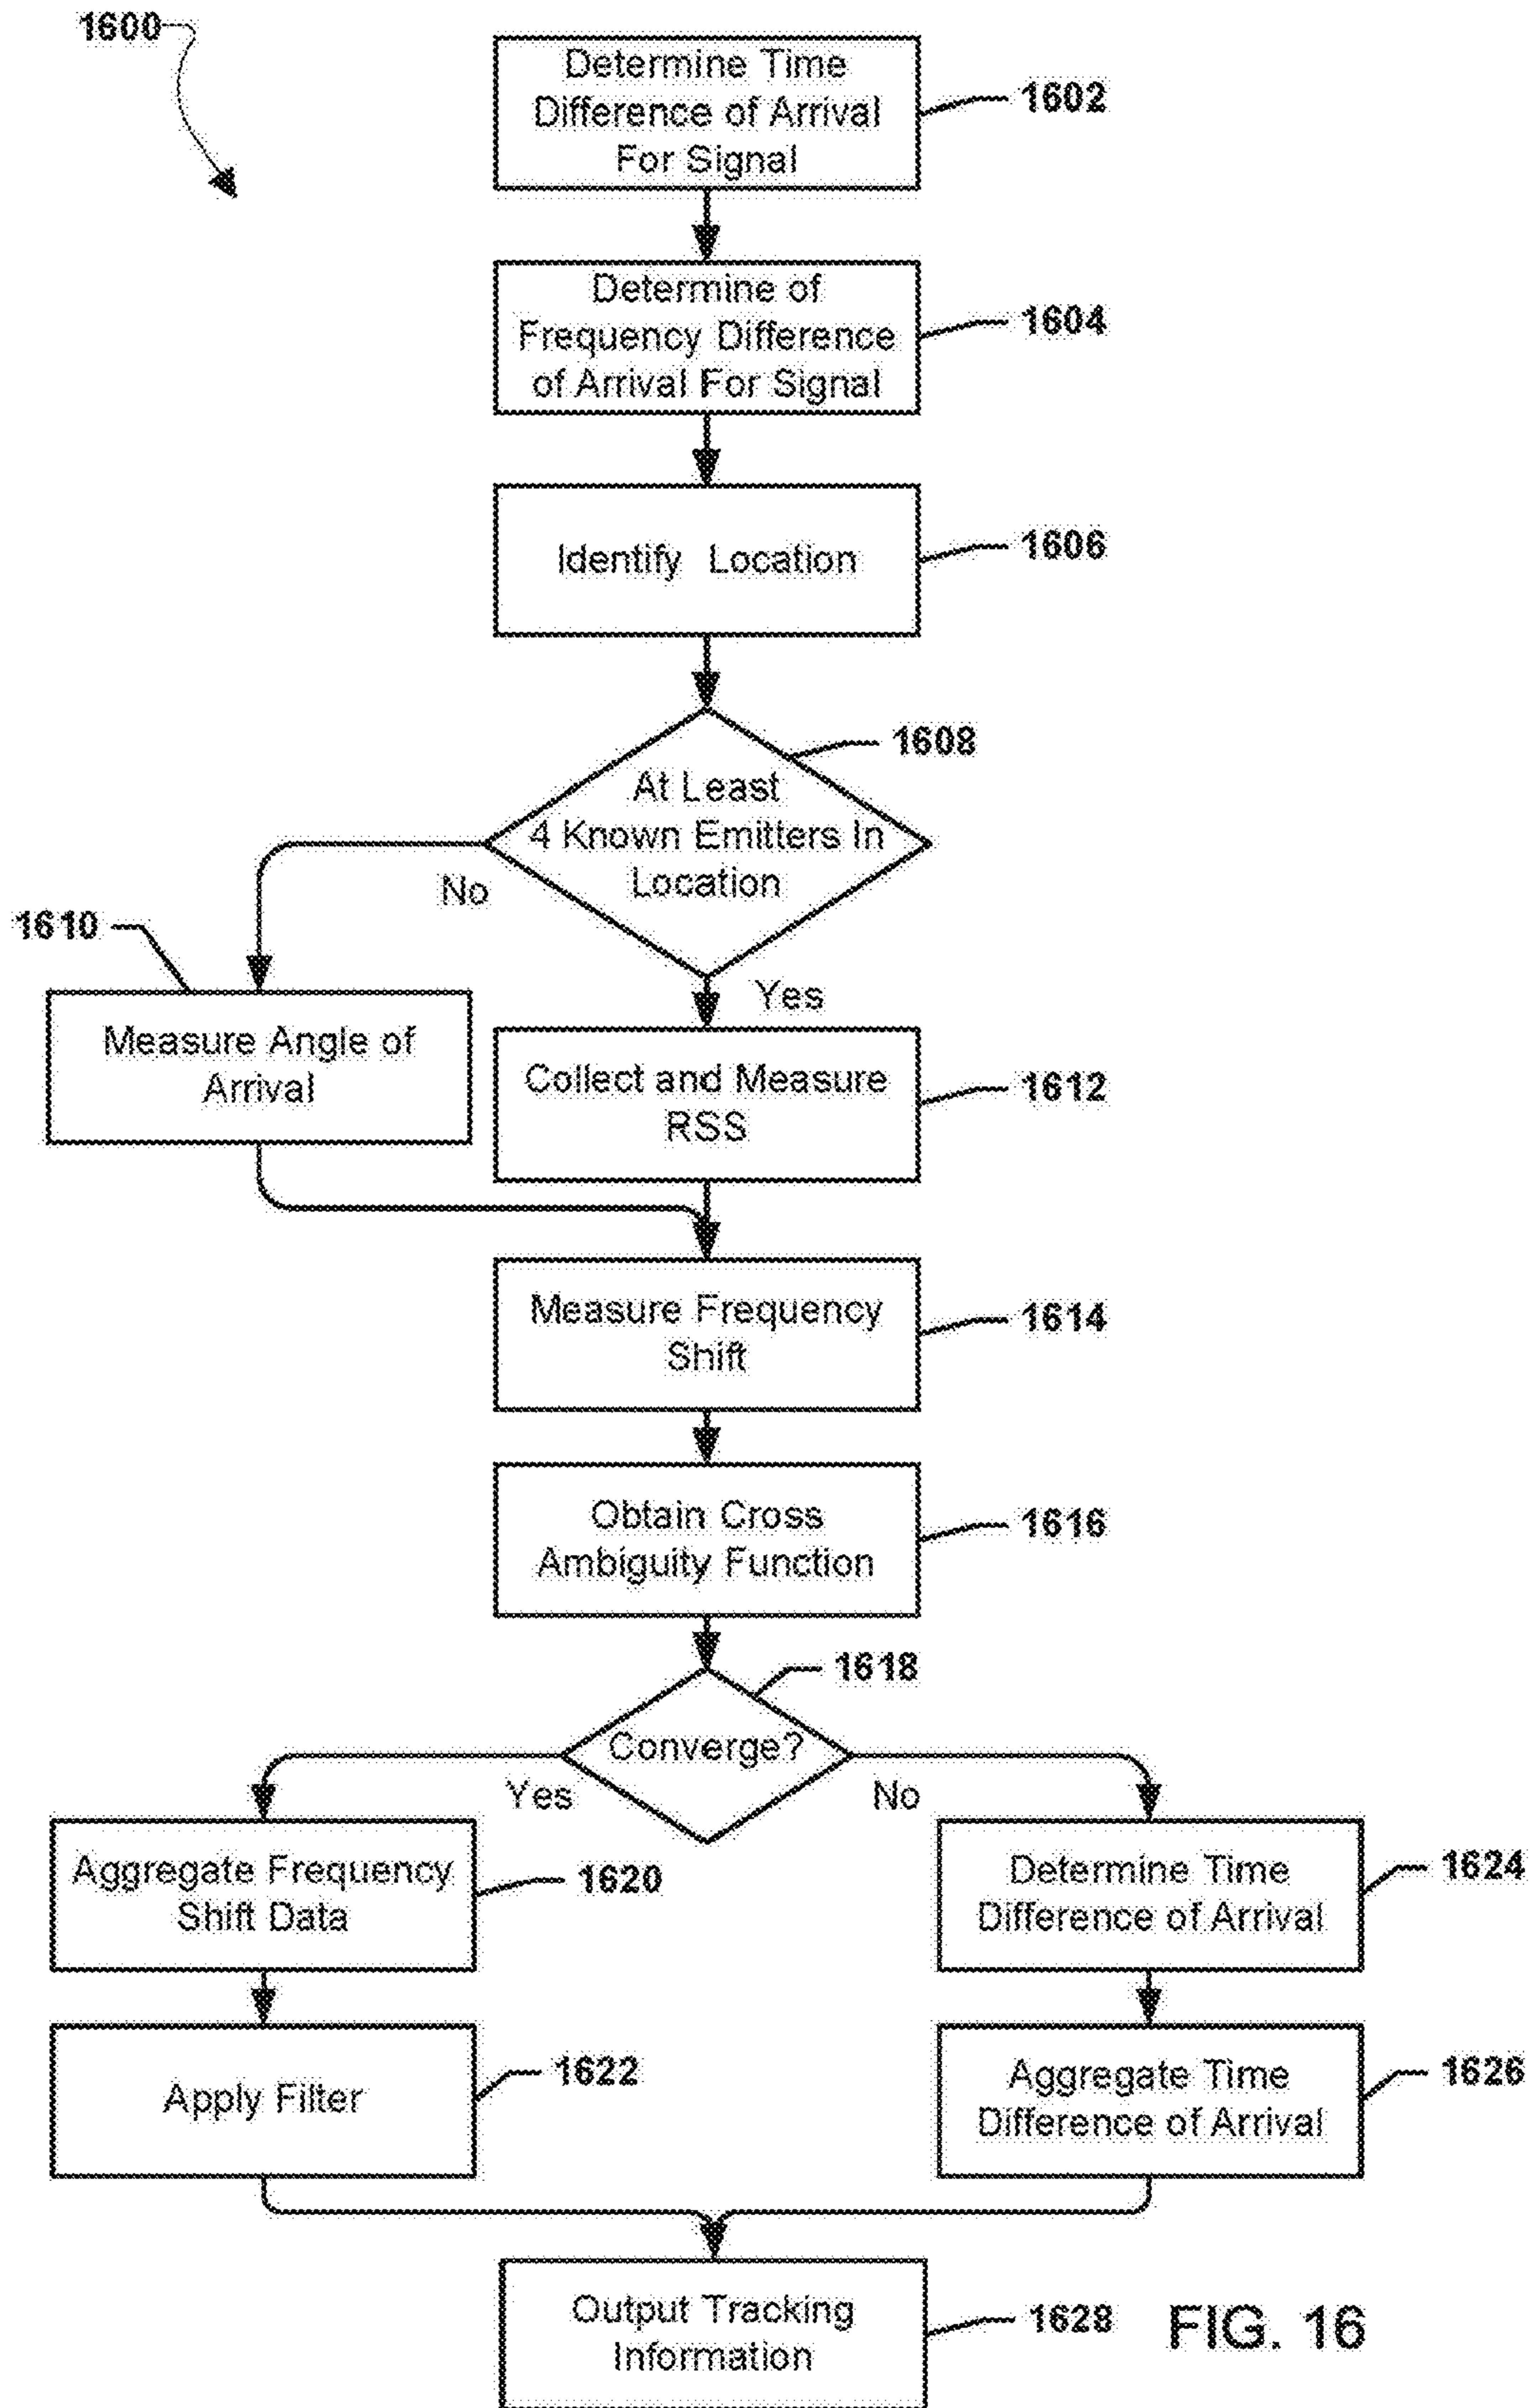 1600
Determine Time
Difference of Arrival
For Signal
1602
Determine of
Frequency Difference
of Arrival For Signal
1604
Identify Location
1606
1608
At Least
4 Known Emitters In
Location
No
Yes
1610
Measure Angle of
Arrival
Collect and Measure
RSS
1612
Measure Frequency
Shift
1614
Obtain Cross
Ambiguity Function
1616
1618
Converge?
Yes
No
Aggregate Frequency
Shift Data
1620
Determine Time
Difference of Arrival
1624
Apply Filter
1622
Aggregate Time
Difference of Arrival
1626
Output Tracking
Information
1628
FIG. 16